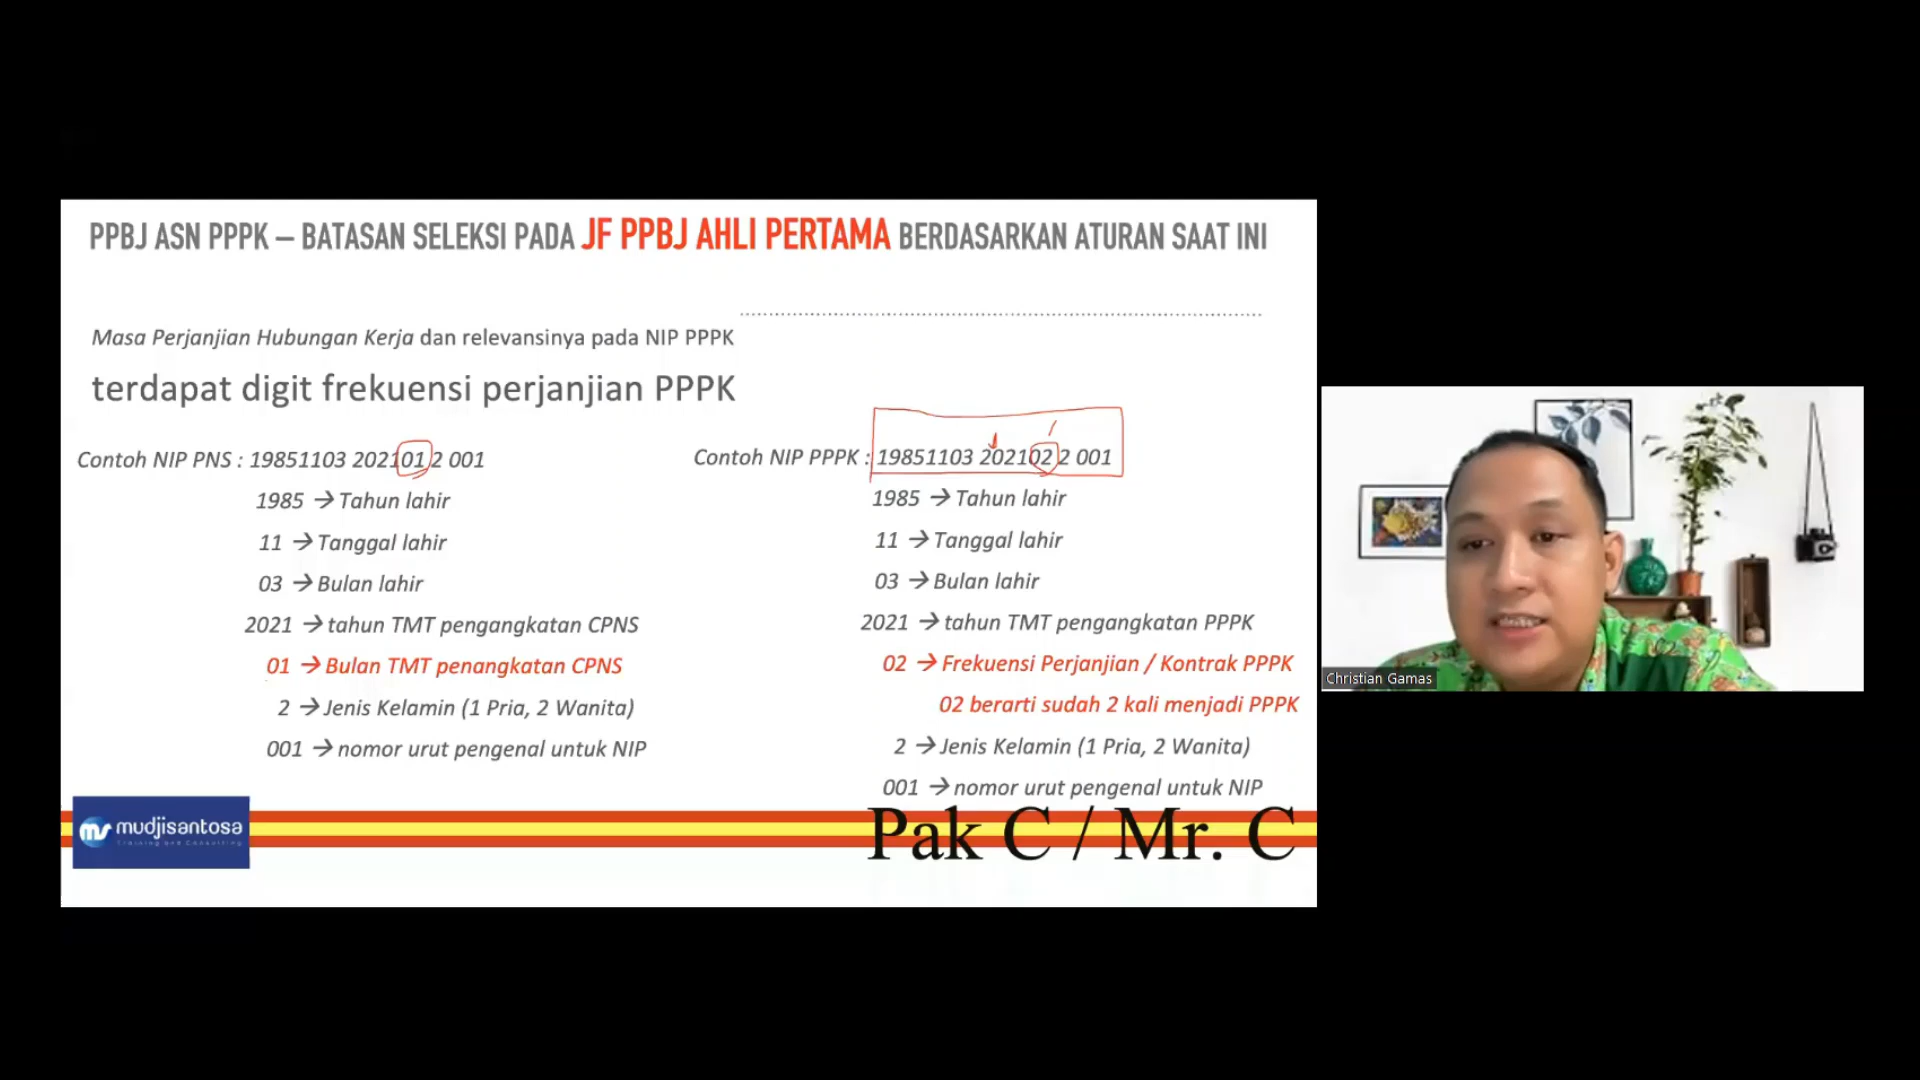 PPBJ ASN PPPK – BATASAN SELEKSI PADA JF PPBJ AHLI PERTAMA BERDASARKAN ATURAN SAAT INI
Masa Perjanjian Hubungan Kerja dan relevansinya pada NIP PPPK
terdapat digit frekuensi perjanjian PPPK
Contoh NIP PNS : 19851103 202101 2 001
1985 → Tahun lahir
11 → Tanggal lahir
03 → Bulan lahir
2021 → tahun TMT pengangkatan CPNS
01 → Bulan TMT penangkatan CPNS
2 → Jenis Kelamin (1 Pria, 2 Wanita)
001 → nomor urut pengenal untuk NIP
Contoh NIP PPPK : 19851103 202102 2 001
1985 → Tahun lahir
11 → Tanggal lahir
03 → Bulan lahir
2021 → tahun TMT pengangkatan PPPK
02 → Frekuensi Perjanjian / Kontrak PPPK
02 berarti sudah 2 kali menjadi PPPK
2 → Jenis Kelamin (1 Pria, 2 Wanita)
001 → nomor urut pengenal untuk NIP
mudjisantosa
Training and Consulting
Pak C / Mr. C
Christian Gamas